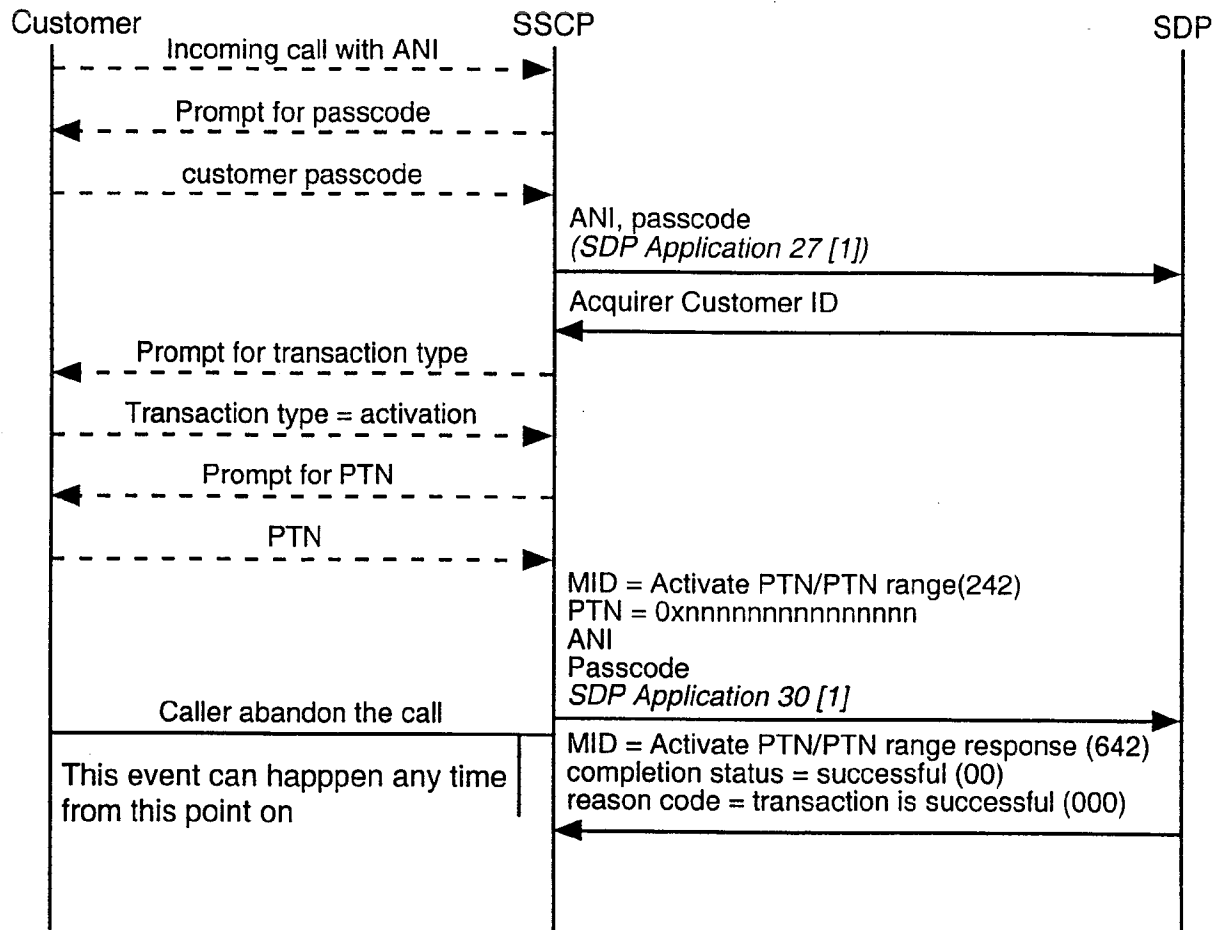 Customer
SSCP
SDP
Incoming call with ANI
Prompt for passcode
customer passcode
ANI, passcode
(SDP Application 27 [1])
Acquirer Customer ID
Prompt for transaction type
Transaction type = activation
Prompt for PTN
PTN
MID = Activate PTN/PTN range(242)
PTN = 0xnnnnnnnnnnnnnnnn
ANI
Passcode
SDP Application 30 [1]
Caller abandon the call
This event can happpen any time
from this point on
MID = Activate PTN/PTN range response (642)
completion status = successful (00)
reason code = transaction is successful (000)